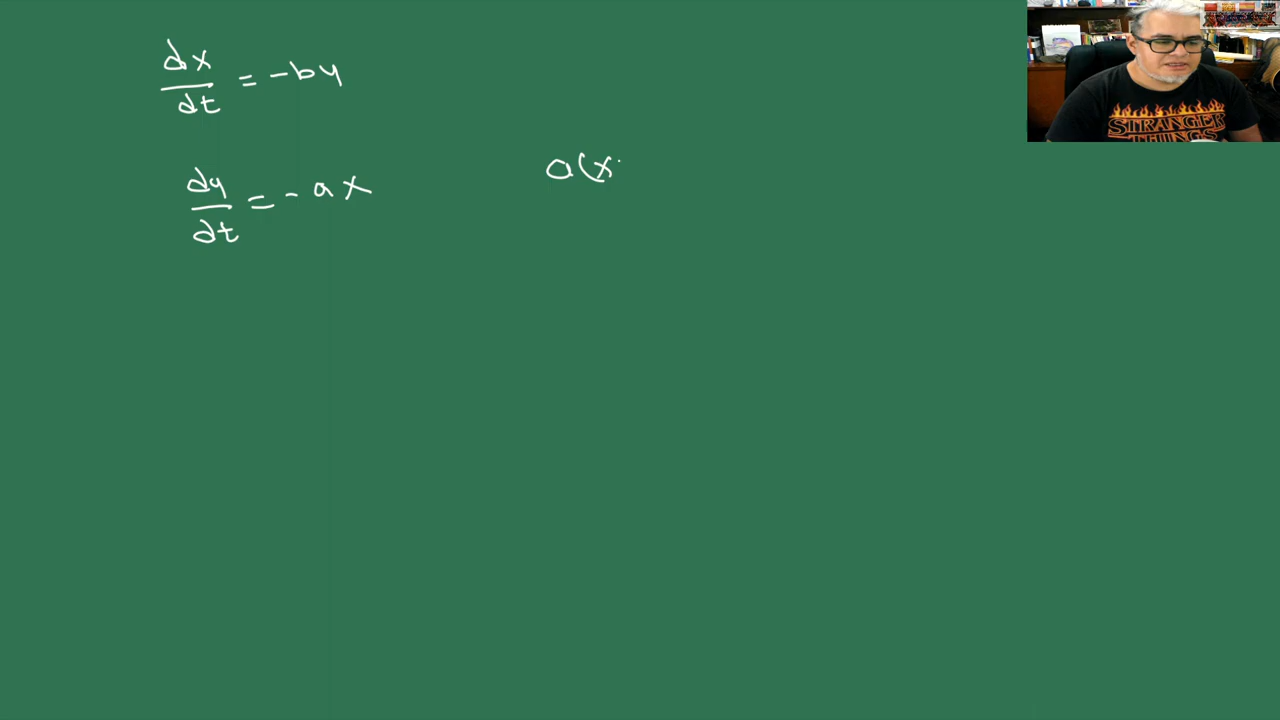 dx/dt = -by
dy/dt = -ax
a(x
STRANGER
THINGS